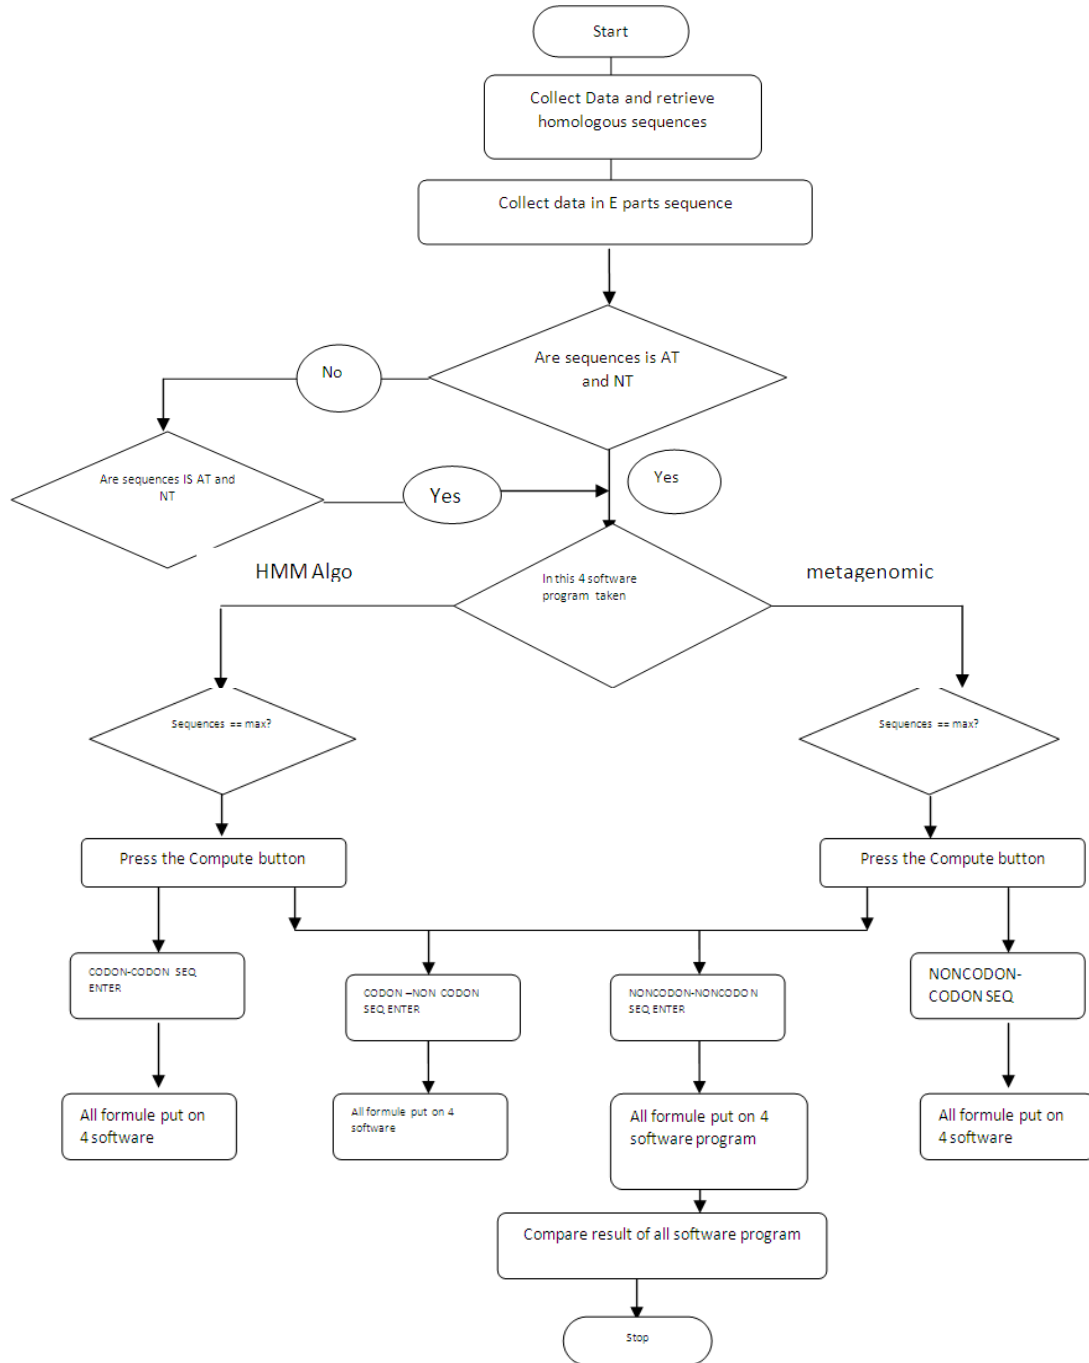 Start
Collect Data and retrieve
homologous sequences
Collect data in E parts sequence
Are sequences is AT
and NT
No
Are sequences IS AT and
NT
Yes
Yes
HMM Algo
In this 4 software
program taken
metagenomic
Sequences == max?
Sequences == max?
Press the Compute button
Press the Compute button
CODON-CODON SEQ
ENTER
CODON –NON CODON
SEQ ENTER
NONCODON-NONCODON
SEQ ENTER
NONCODON-
CODON SEQ
All formule put on
4 software
All formule put on 4
software
All formule put on 4
software program
All formule put on
4 software
Compare result of all software program
Stop